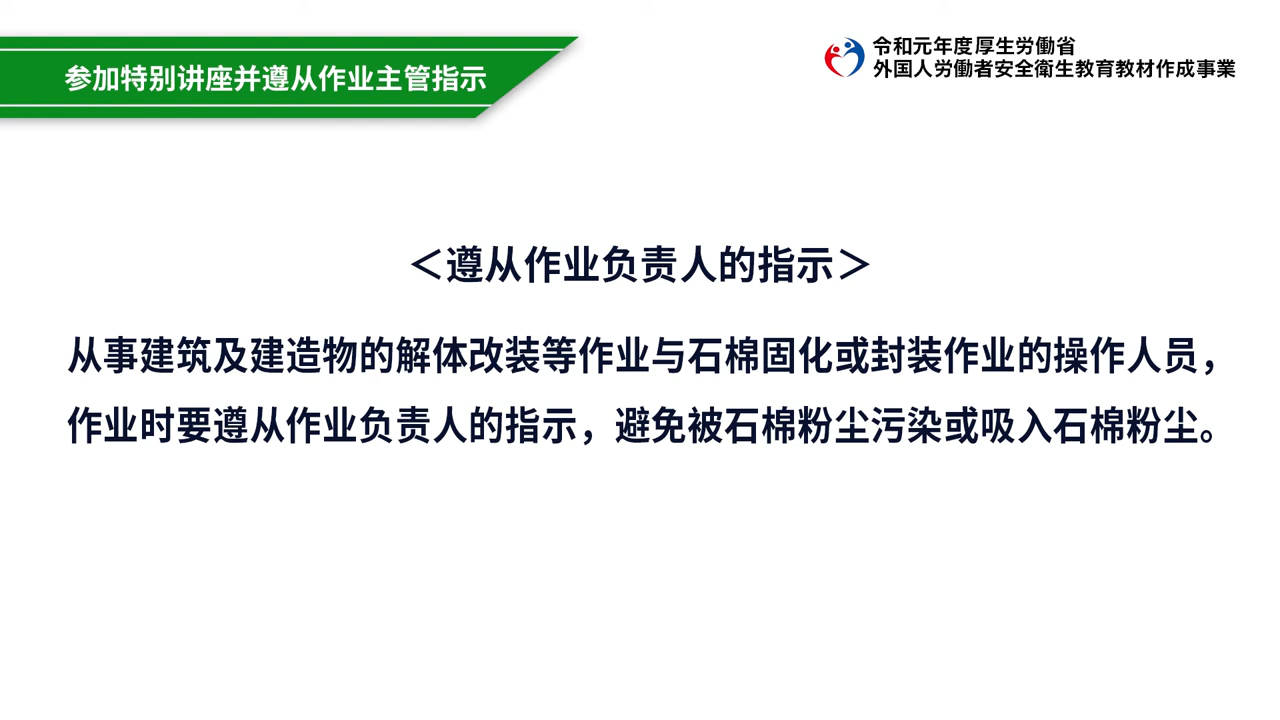 参加特别讲座并遵从作业主管指示
令和元年度厚生労働省
外国人労働者安全衛生教育教材作成事業
＜遵从作业负责人的指示＞
从事建筑及建造物的解体改装等作业与石棉固化或封装作业的操作人员，
作业时要遵从作业负责人的指示，避免被石棉粉尘污染或吸入石棉粉尘。